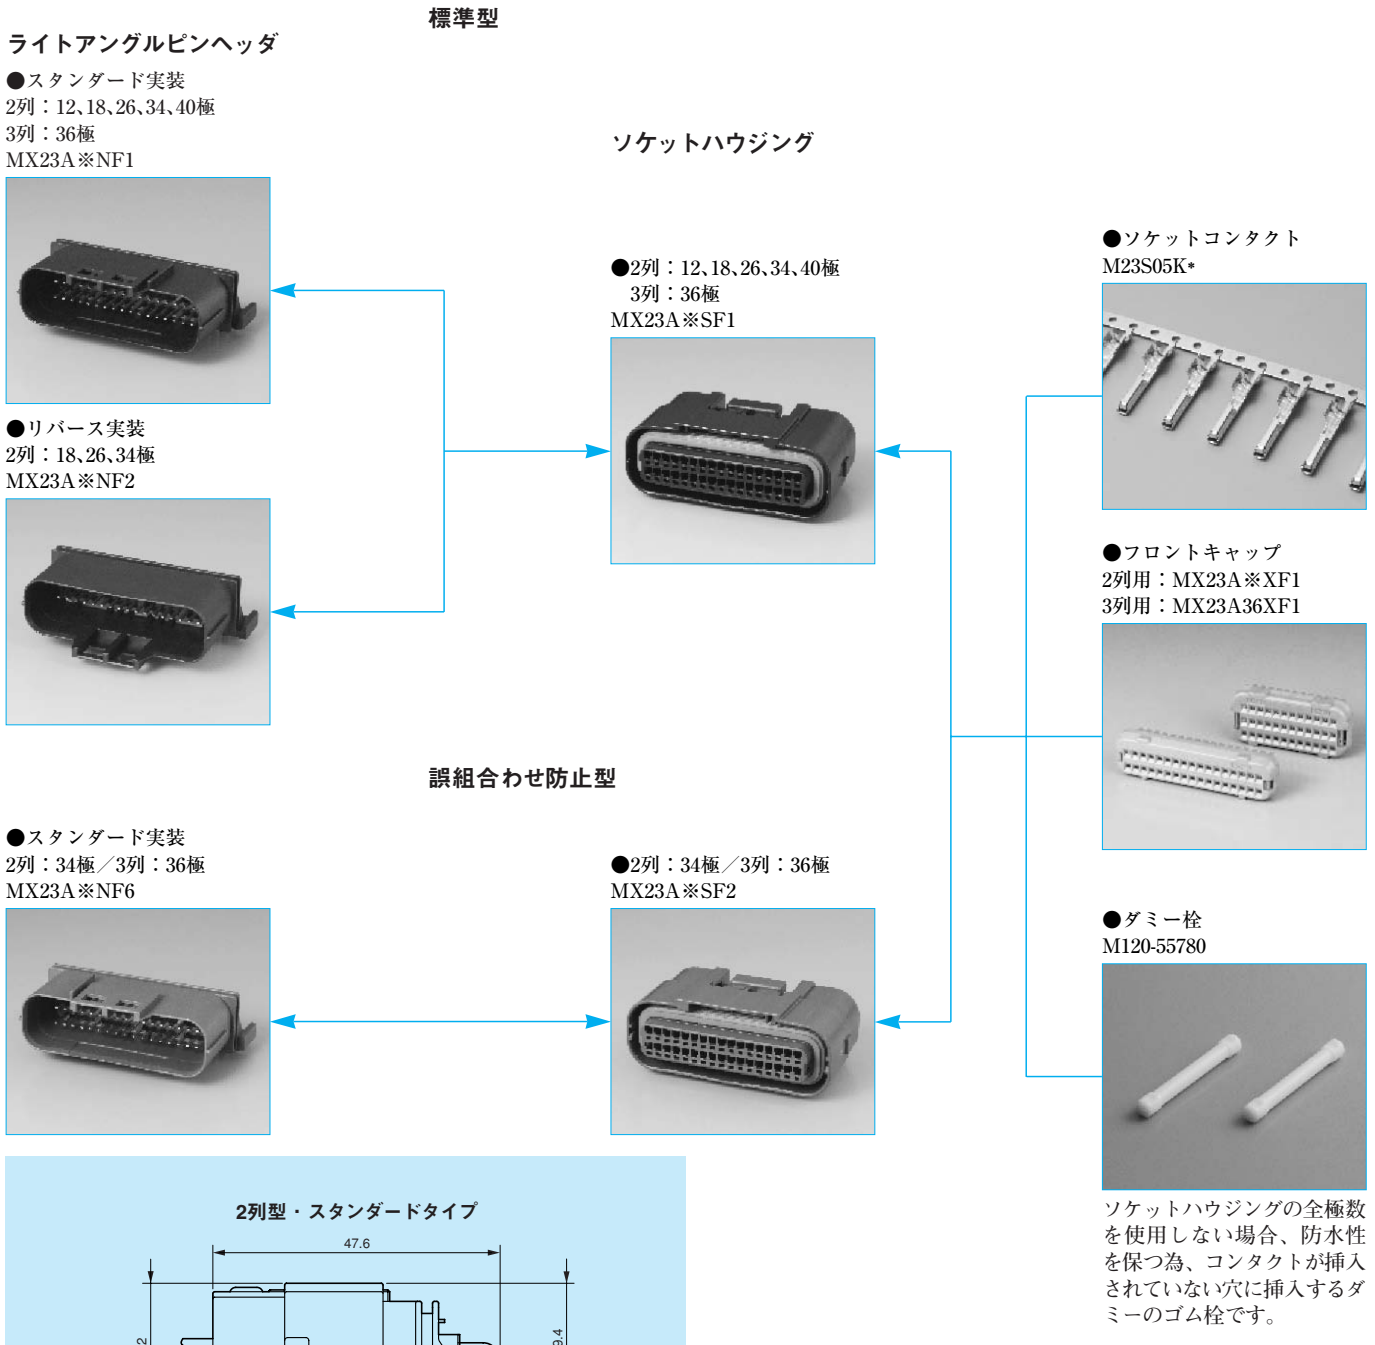 標準型
ライトアングルピンヘッダ
●スタンダード実装
2列：12、18、26、34、40極
3列：36極
MX23A※NF1
●リバース実装
2列：18、26、34極
MX23A※NF2
ソケットハウジング
●2列：12、18、26、34、40極
3列：36極
MX23A※SF1
●ソケットコンタクト
M23S05K*
●フロントキャップ
2列用：MX23A※XF1
3列用：MX23A36XF1
誤組合わせ防止型
●スタンダード実装
2列：34極／3列：36極
MX23A※NF6
●2列：34極／3列：36極
MX23A※SF2
●ダミー栓
M120-55780
ソケットハウジングの全極数
を使用しない場合、防水性
を保つ為、コンタクトが挿入
されていない穴に挿入するダ
ミーのゴム栓です。
2列型・スタンダードタイプ
47.6